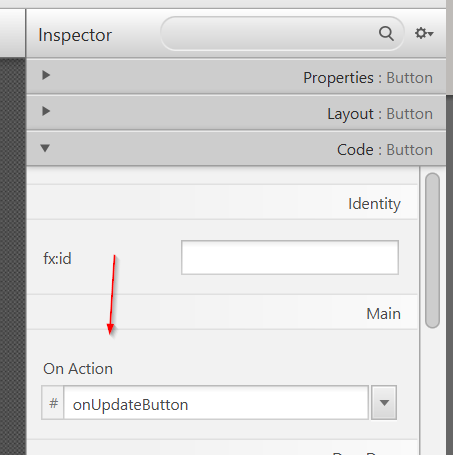 Inspector
Properties : Button
Layout : Button
Code : Button
Identity
fx:id
Main
On Action
# onUpdateButton